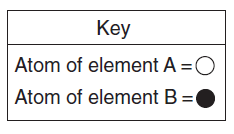 Key
Atom of element A =
Atom of element B =